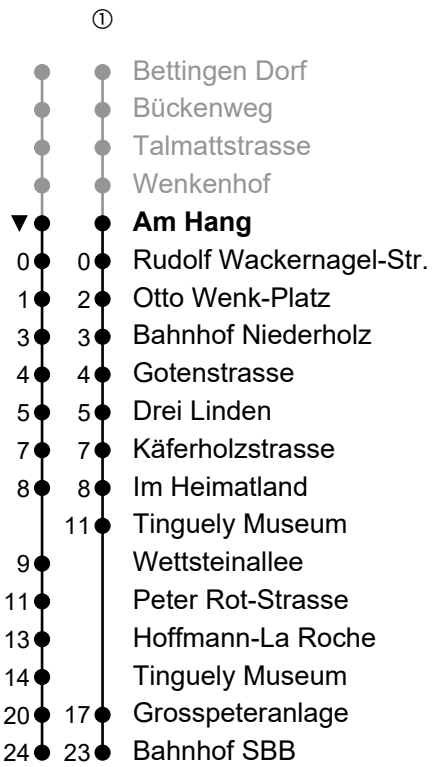 ①
Bettingen Dorf
Bückenweg
Talmattstrasse
Wenkenhof
▼ Am Hang
0 0 Rudolf Wackernagel-Str.
1 2 Otto Wenk-Platz
3 3 Bahnhof Niederholz
4 4 Gotenstrasse
5 5 Drei Linden
7 7 Käferholzstrasse
8 8 Im Heimatland
11 Tinguely Museum
9 Wettsteinallee
11 Peter Rot-Strasse
13 Hoffmann-La Roche
14 Tinguely Museum
20 17 Grosspeteranlage
24 23 Bahnhof SBB